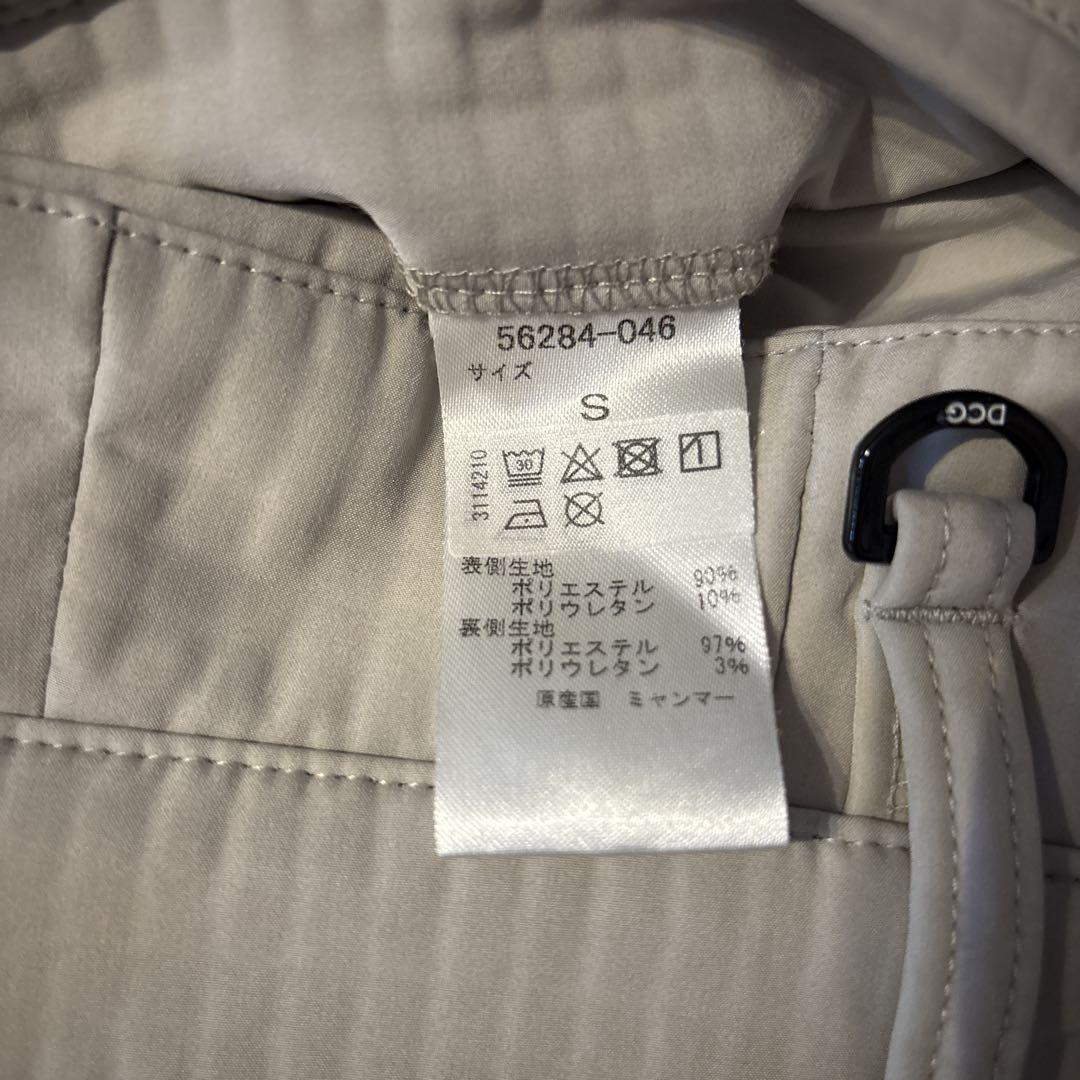 56284-046
サイズ
S
3114210
30
表側生地
ポリエステル 90%
ポリウレタン 10%
裏側生地
ポリエステル 97%
ポリウレタン 3%
原産国 ミャンマー
DCG